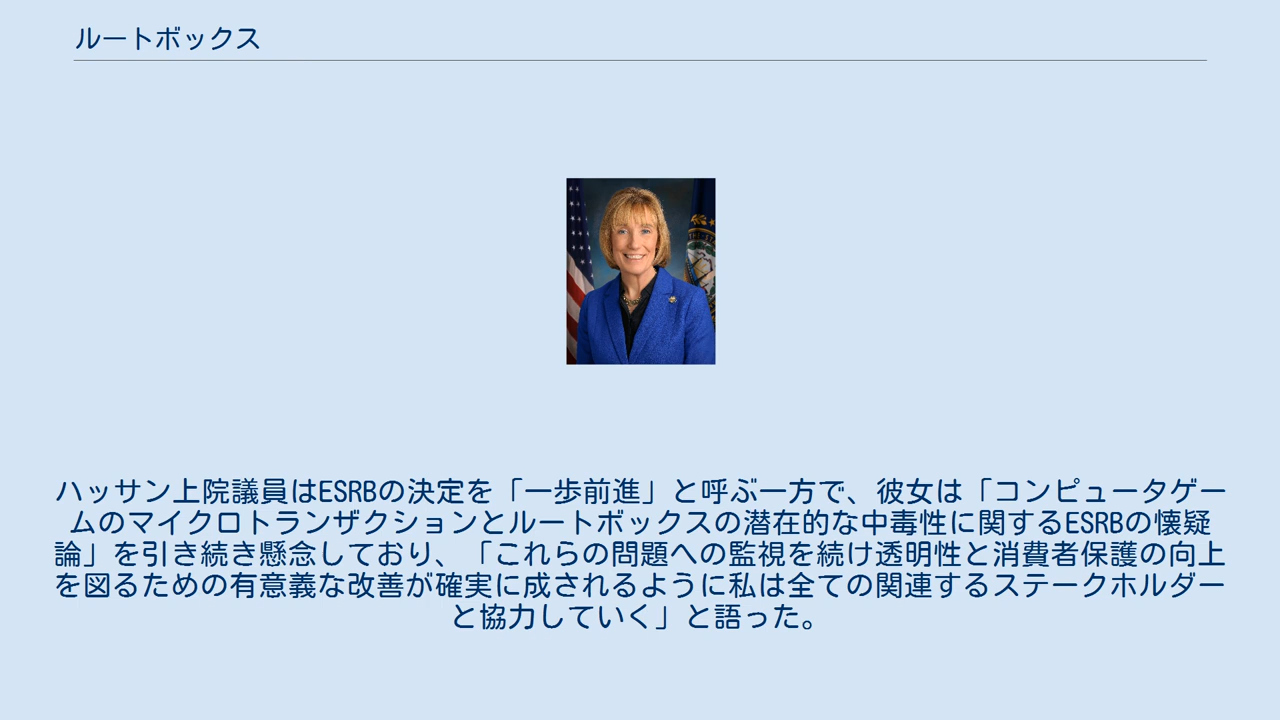 ルートボックス
ハッサン上院議員はESRBの決定を「一歩前進」と呼ぶ一方で、彼女は「コンピュータゲー
ムのマイクロトランザクションとルートボックスの潜在的な中毒性に関するESRBの懐疑
論」を引き続き懸念しており、「これらの問題への監視を続け透明性と消費者保護の向上
を図るための有意義な改善が確実に成されるように私は全ての関連するステークホルダー
と協力していく」と語った。